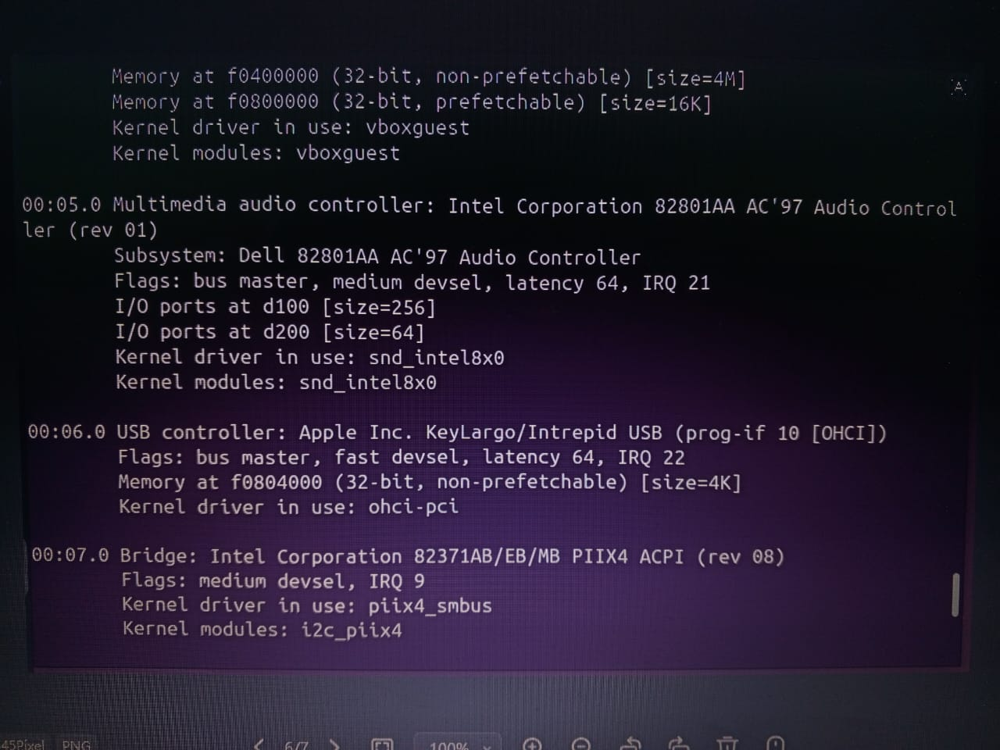 Memory at f0400000 (32-bit, non-prefetchable) [size=4M]
Memory at f0800000 (32-bit, prefetchable) [size=16K]
Kernel driver in use: vboxguest
Kernel modules: vboxguest
00:05.0 Multimedia audio controller: Intel Corporation 82801AA AC'97 Audio Control
ler (rev 01)
Subsystem: Dell 82801AA AC'97 Audio Controller
Flags: bus master, medium devsel, latency 64, IRQ 21
I/O ports at d100 [size=256]
I/O ports at d200 [size=64]
Kernel driver in use: snd_intel8x0
Kernel modules: snd_intel8x0
00:06.0 USB controller: Apple Inc. KeyLargo/Intrepid USB (prog-if 10 [OHCI])
Flags: bus master, fast devsel, latency 64, IRQ 22
Memory at f0804000 (32-bit, non-prefetchable) [size=4K]
Kernel driver in use: ohci-pci
00:07.0 Bridge: Intel Corporation 82371AB/EB/MB PIIX4 ACPI (rev 08)
Flags: medium devsel, IRQ 9
Kernel driver in use: piix4_smbus
Kernel modules: i2c_piix4
45Pixel PNG 6/7 100%